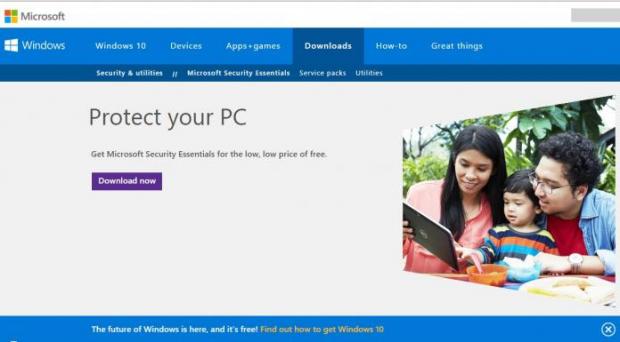 Microsoft
Windows Windows 10 Devices Apps+games Downloads How-to Great things
Security & utilities // Microsoft Security Essentials Service packs Utilities
Protect your PC
Get Microsoft Security Essentials for the low, low price of free.
Download now
The future of Windows is here, and it's free! Find out how to get Windows 10